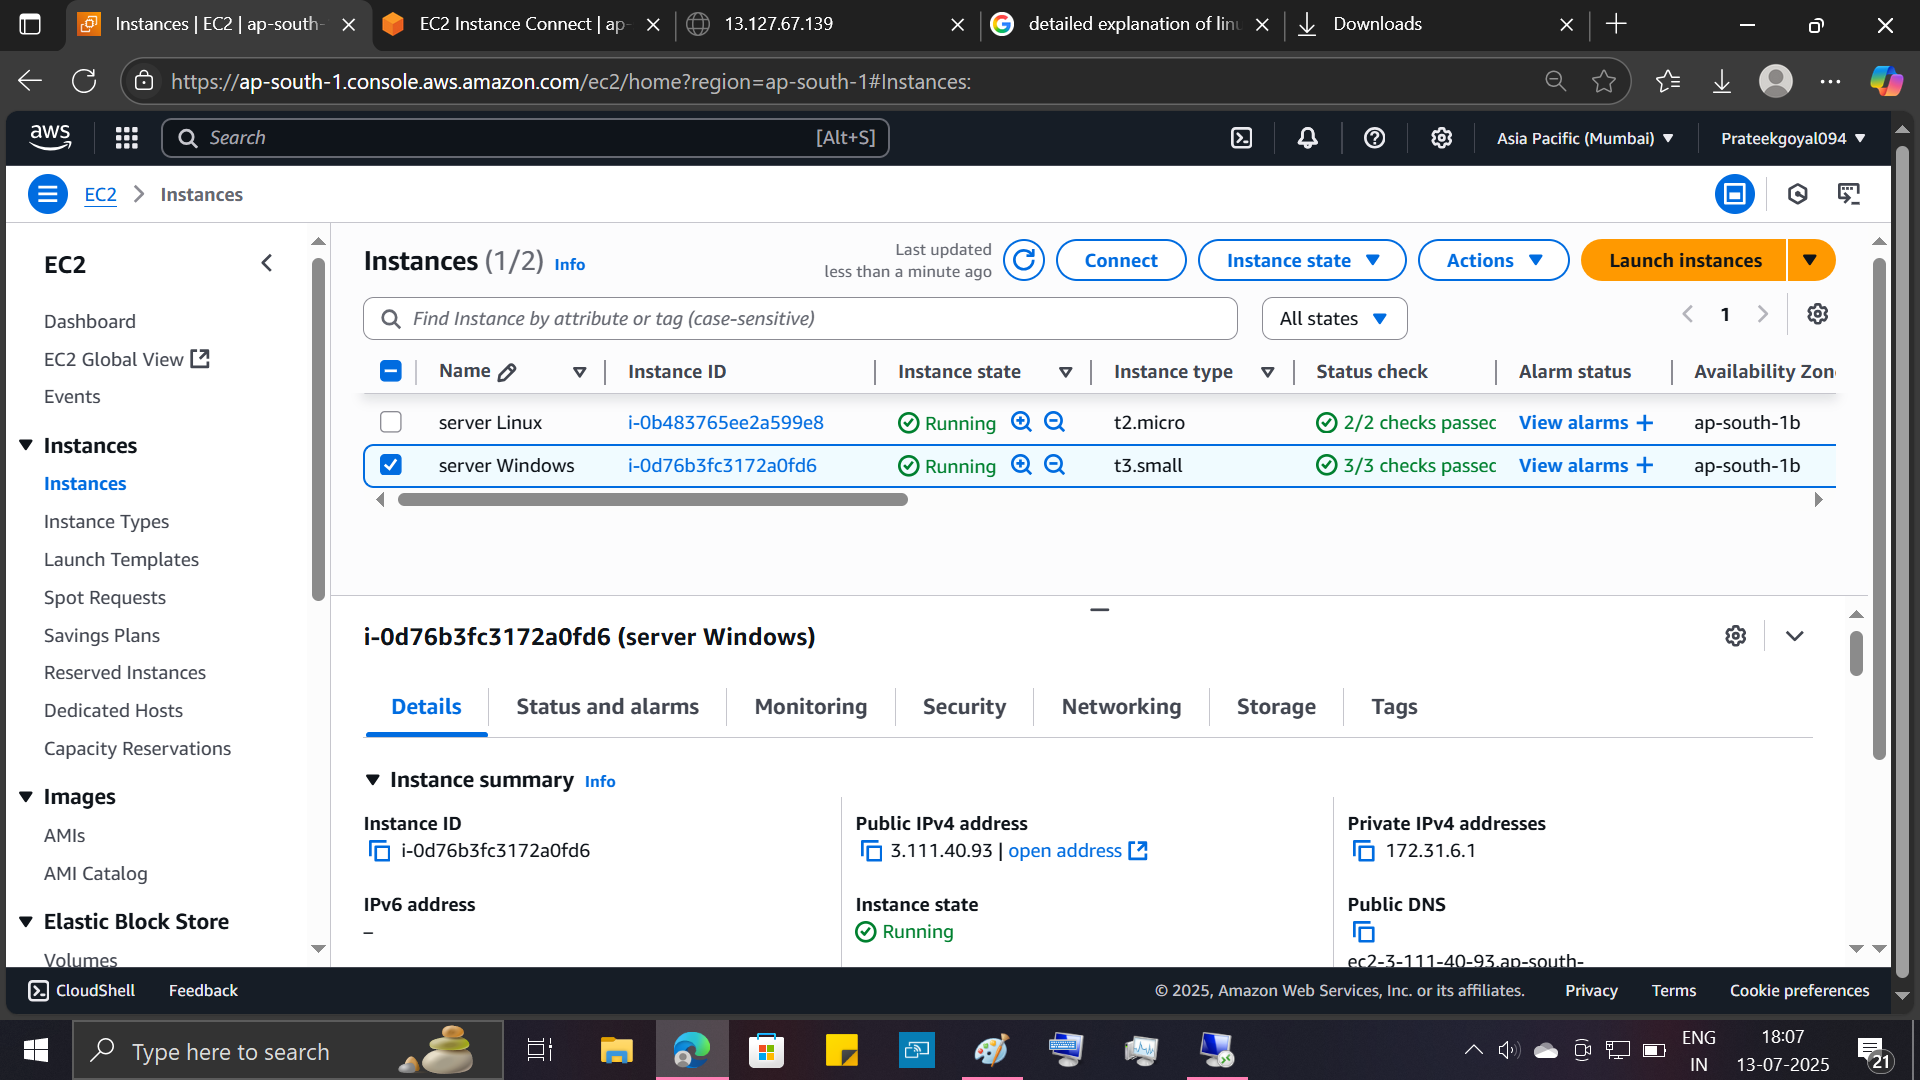 Instances | EC2 | ap-south-
EC2 Instance Connect | ap-
13.127.67.139
detailed explanation of linu
Downloads
https://ap-south-1.console.aws.amazon.com/ec2/home?region=ap-south-1#Instances:
aws
Search
[Alt+S]
Asia Pacific (Mumbai)
Prateekgoyal094
EC2
Instances
EC2
Dashboard
EC2 Global View
Events
Instances
Instances
Instance Types
Launch Templates
Spot Requests
Savings Plans
Reserved Instances
Dedicated Hosts
Capacity Reservations
Images
AMIs
AMI Catalog
Elastic Block Store
Volumes
Instances (1/2) Info
Last updated
less than a minute ago
Connect
Instance state
Actions
Launch instances
Find Instance by attribute or tag (case-sensitive)
All states
1
Name Instance ID Instance state Instance type Status check Alarm status Availability Zon
server Linux i-0b483765ee2a599e8 Running t2.micro 2/2 checks passec View alarms + ap-south-1b
server Windows i-0d76b3fc3172a0fd6 Running t3.small 3/3 checks passec View alarms + ap-south-1b
i-0d76b3fc3172a0fd6 (server Windows)
Details Status and alarms Monitoring Security Networking Storage Tags
Instance summary Info
Instance ID
i-0d76b3fc3172a0fd6
Public IPv4 address
3.111.40.93 | open address
Private IPv4 addresses
172.31.6.1
IPv6 address
–
Instance state
Running
Public DNS
ec2-3-111-40-93.ap-south-
CloudShell
Feedback
© 2025, Amazon Web Services, Inc. or its affiliates.
Privacy
Terms
Cookie preferences
Type here to search
ENG
IN
18:07
13-07-2025
21